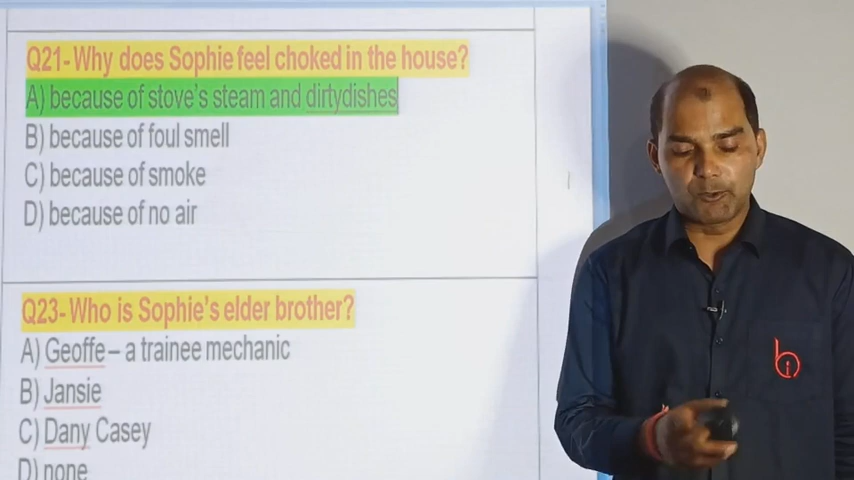 Q21- Why does Sophie feel choked in the house?
A) because of stove's steam and dirtydishes
B) because of foul smell
C) because of smoke
D) because of no air
Q23- Who is Sophie's elder brother?
A) Geoffe – a trainee mechanic
B) Jansie
C) Dany Casey
D) none